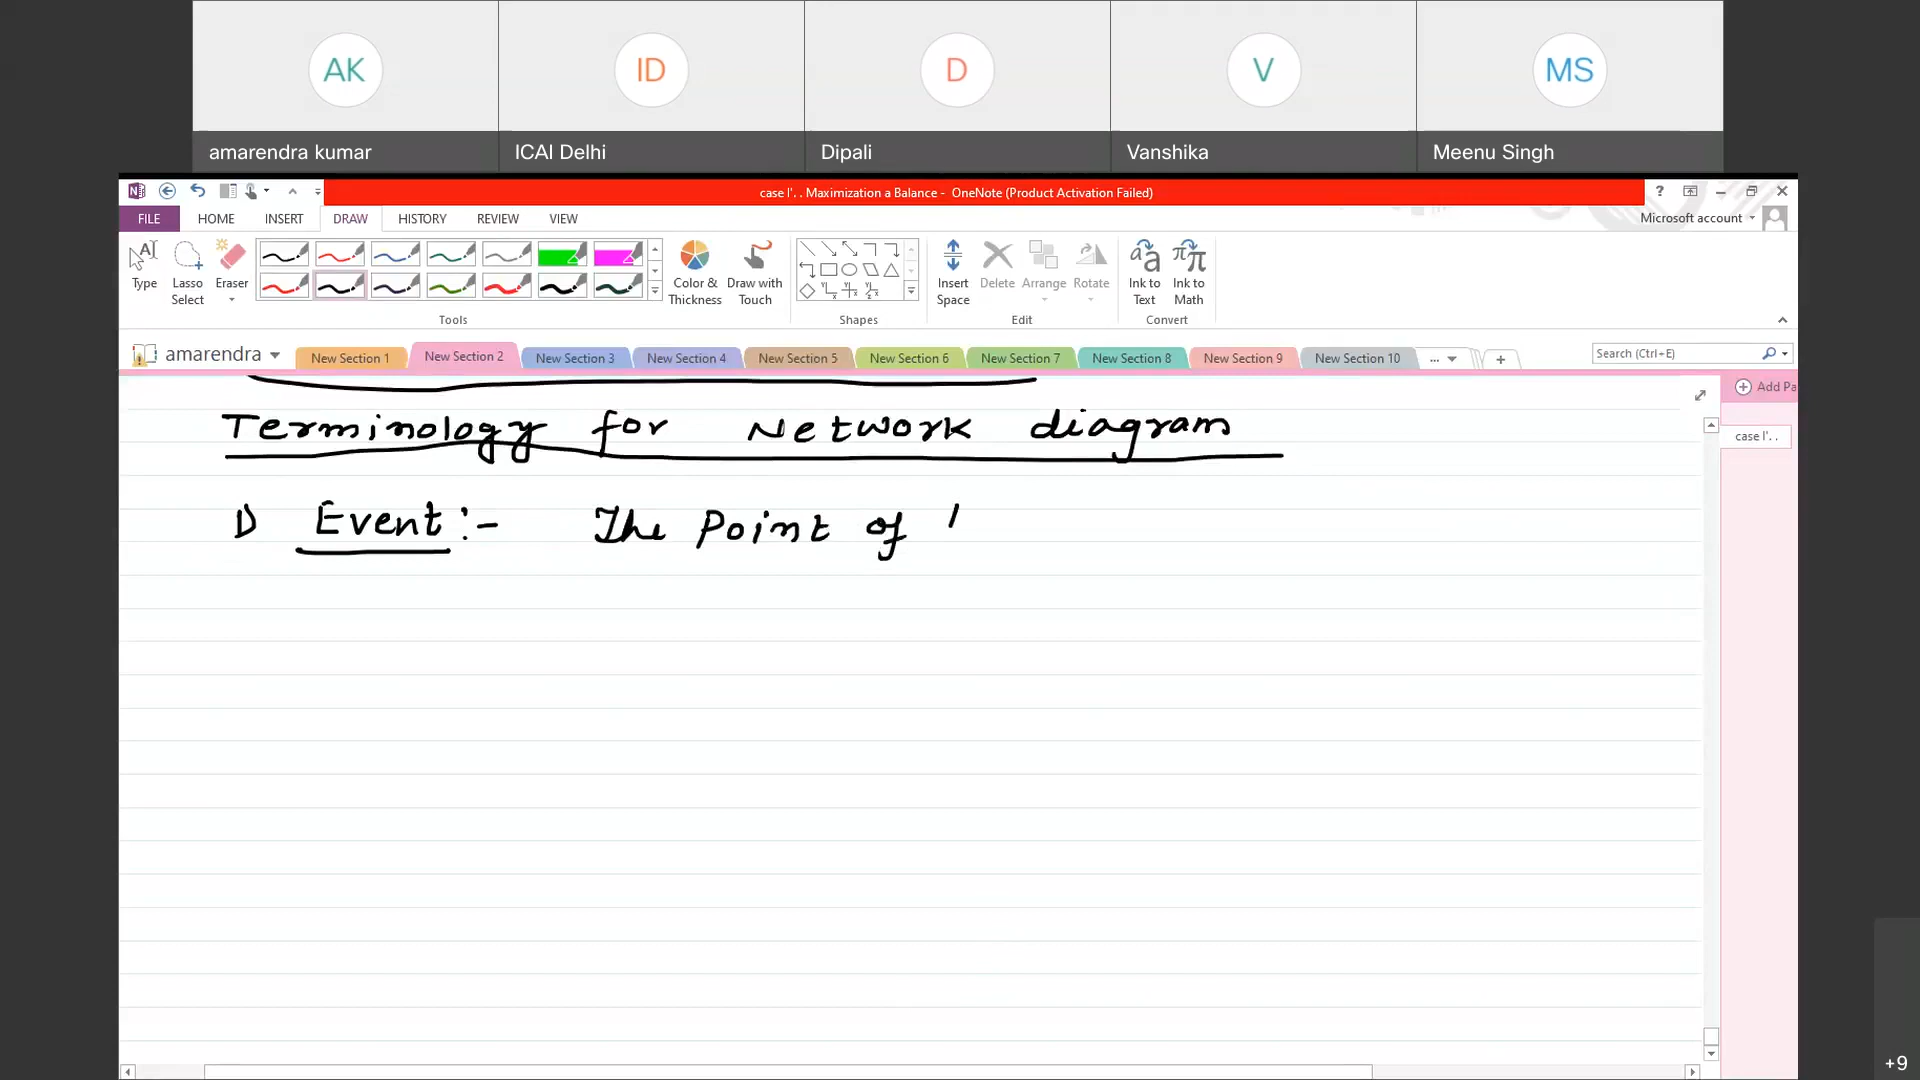 AK ID D V MS
amarendra kumar ICAI Delhi Dipali Vanshika Meenu Singh
case I'. . Maximization a Balance - OneNote (Product Activation Failed) ?
FILE HOME INSERT DRAW HISTORY REVIEW VIEW Microsoft account
Type Lasso Select Eraser Color & Thickness Draw with Touch Insert Space Delete Arrange Rotate Ink to Text Ink to Math
Tools Shapes Edit Convert
amarendra New Section 1 New Section 2 New Section 3 New Section 4 New Section 5 New Section 6 New Section 7 New Section 8 New Section 9 New Section 10 ... + Search (Ctrl+E)
Add Pa
case I'. .
Terminology for Network diagram
1) Event :- The Point of
+9